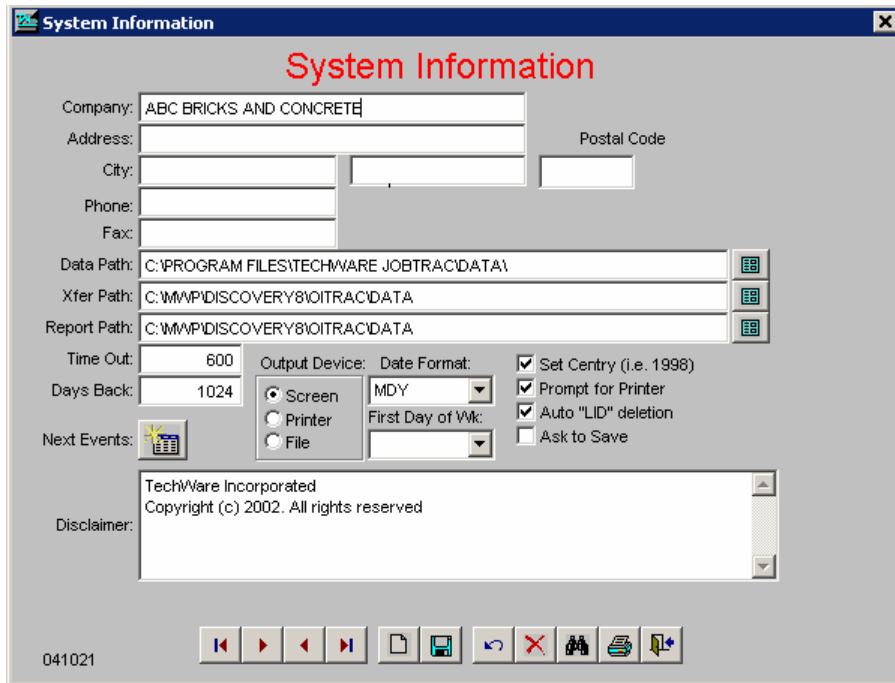 System Information
System Information
Company: ABC BRICKS AND CONCRETE
Address:
Postal Code
City:
Phone:
Fax:
Data Path: C:\PROGRAM FILES\TECHWARE JOBTRAC\DATA\
Xfer Path: C:\MWP\DISCOVERY8\OITRAC\DATA
Report Path: C:\MWP\DISCOVERY8\OITRAC\DATA
Time Out: 600
Output Device: Date Format:
Set Centry (i.e. 1998)
Days Back: 1024
Screen
MDY
Prompt for Printer
Printer
First Day of Wk:
Auto "LID" deletion
Next Events:
File
Ask to Save
Disclaimer:
TechWare Incorporated
Copyright (c) 2002. All rights reserved
041021